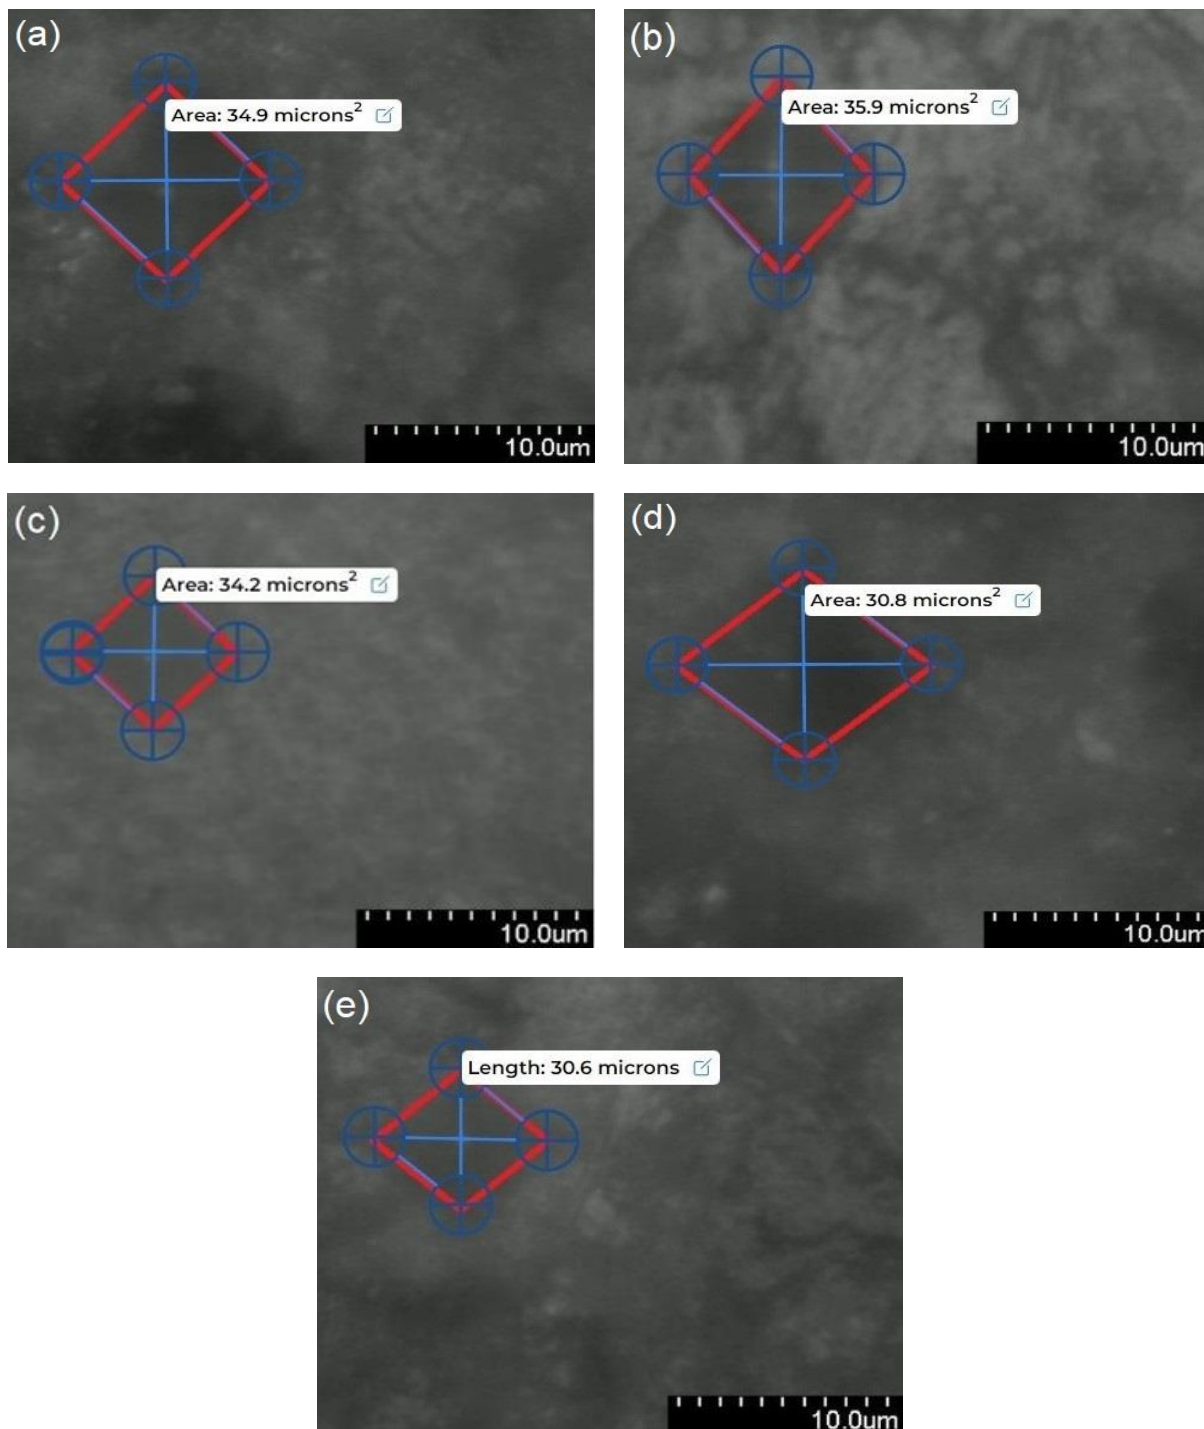 (a)
Area: 34.9 microns²
10.0um
(b)
Area: 35.9 microns²
10.0um
(c)
Area: 34.2 microns²
10.0um
(d)
Area: 30.8 microns²
10.0um
(e)
Length: 30.6 microns
10.0um